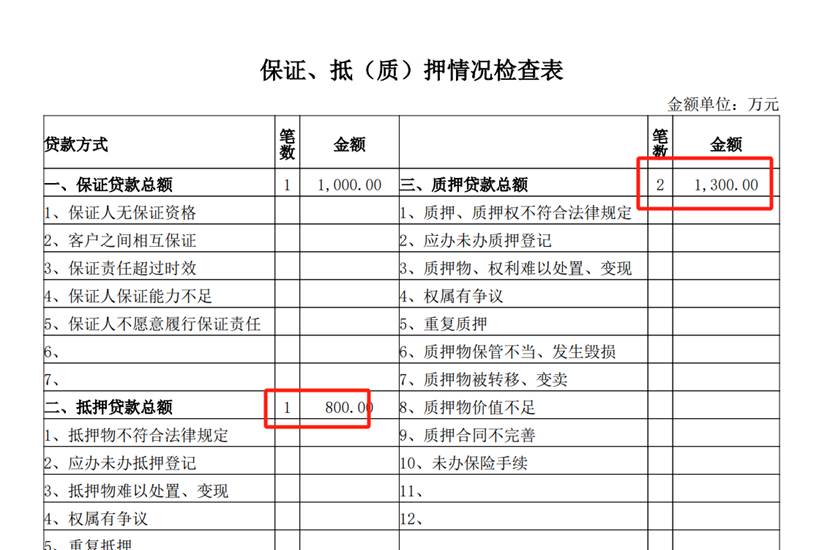 保证、抵（质）押情况检查表
金额单位：万元
贷款方式 笔数 金额 笔数 金额
一、保证贷款总额 1 1,000.00 三、质押贷款总额 2 1,300.00
1、保证人无保证资格 1、质押、质押权不符合法律规定
2、客户之间相互保证 2、应办未办质押登记
3、保证责任超过时效 3、质押物、权利难以处置、变现
4、保证人保证能力不足 4、权属有争议
5、保证人不愿意履行保证责任 5、重复质押
6、 6、质押物保管不当、发生毁损
7、 7、质押物被转移、变卖
二、抵押贷款总额 1 800.00 8、质押物价值不足
1、抵押物不符合法律规定 9、质押合同不完善
2、应办未办抵押登记 10、未办保险手续
3、抵押物难以处置、变现 11、
4、权属有争议 12、
5、重复抵押